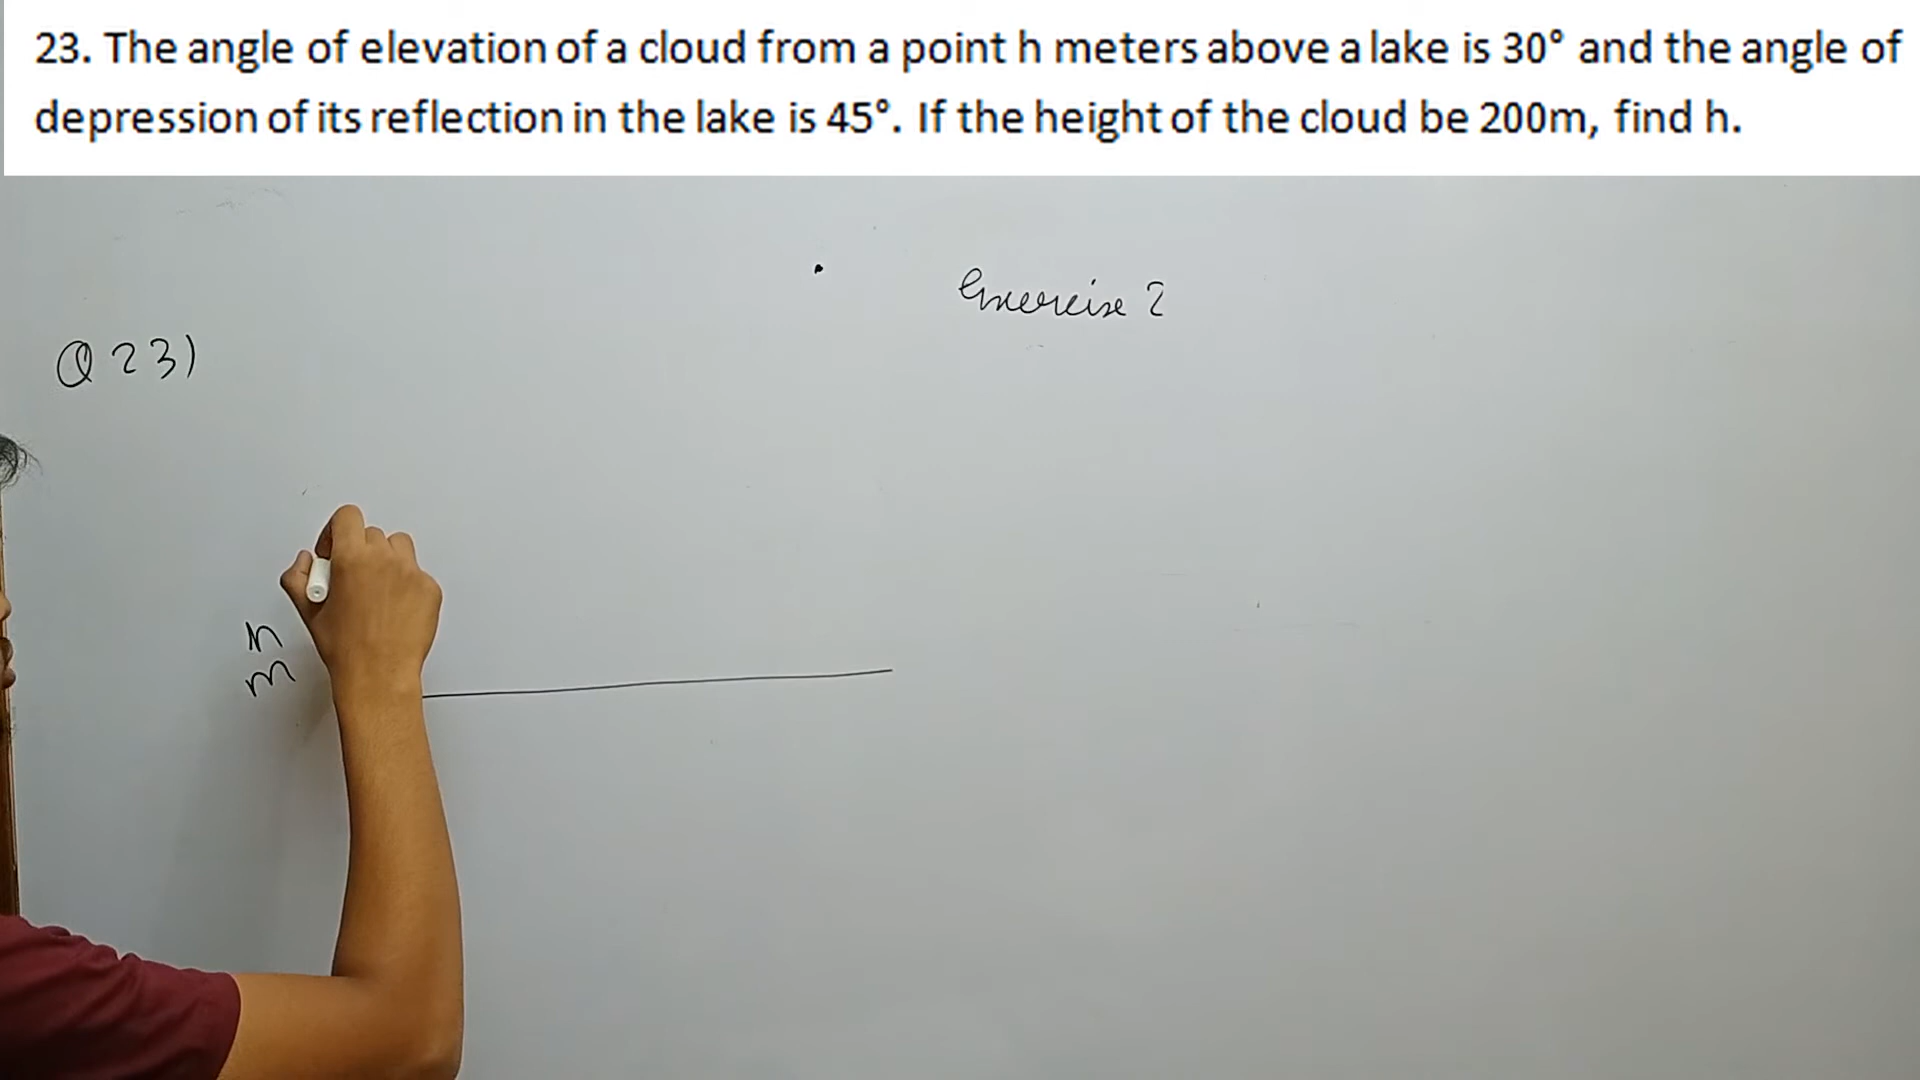 23. The angle of elevation of a cloud from a point h meters above a lake is 30° and the angle of
depression of its reflection in the lake is 45°. If the height of the cloud be 200m, find h.
Exercise 2
Q 23)
h
m